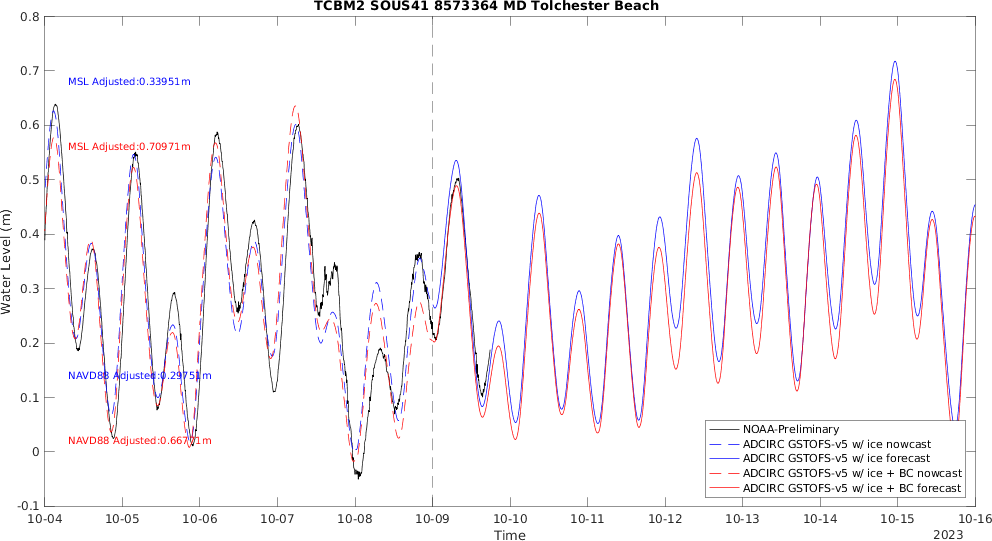 TCBM2 SOUS41 8573364 MD Tolchester Beach
Water Level (m)
0.8
0.7
0.6
0.5
0.4
0.3
0.2
0.1
0
-0.1
MSL Adjusted:0.33951m
MSL Adjusted:0.70971m
NAVD88 Adjusted:0.29751m
NAVD88 Adjusted:
NOAA-Preliminary
ADCIRC GSTOFS-v5 w/ ice nowcast
ADCIRC GSTOFS-v5 w/ ice forecast
ADCIRC GSTOFS-v5 w/ ice + BC nowcast
ADCIRC GSTOFS-v5 w/ ice + BC forecast
10-04 10-05 10-06 10-07 10-08 10-09 10-10 10-11 10-12 10-13 10-14 10-15 10-16
Time
2023